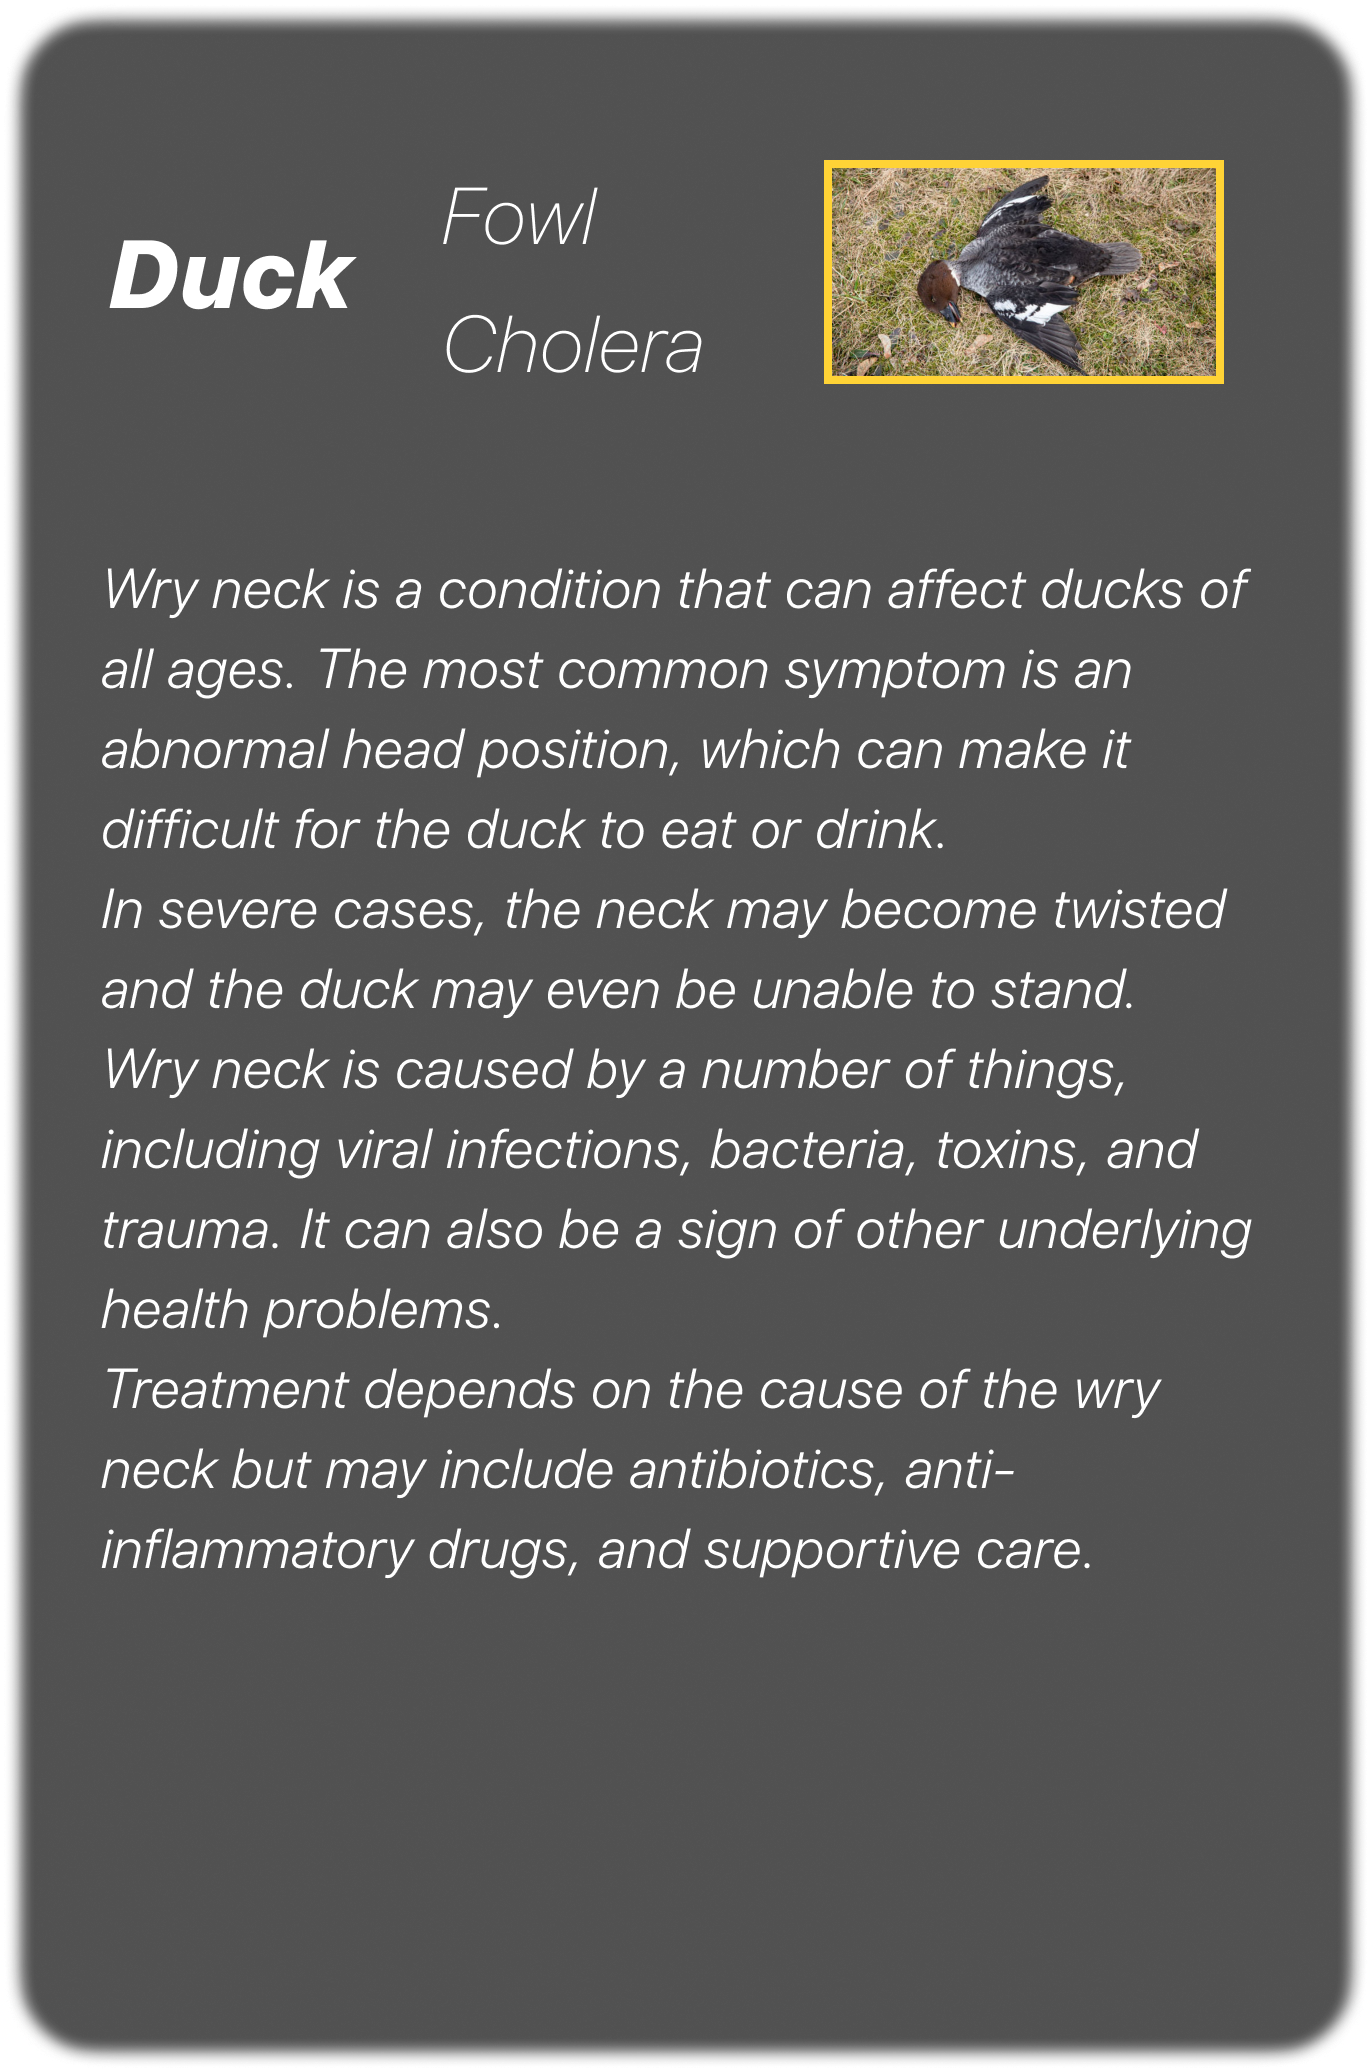 Duck
Fowl
Cholera
Wry neck is a condition that can affect ducks of
all ages. The most common symptom is an
abnormal head position, which can make it
difficult for the duck to eat or drink.
In severe cases, the neck may become twisted
and the duck may even be unable to stand.
Wry neck is caused by a number of things,
including viral infections, bacteria, toxins, and
trauma. It can also be a sign of other underlying
health problems.
Treatment depends on the cause of the wry
neck but may include antibiotics, anti-
inflammatory drugs, and supportive care.